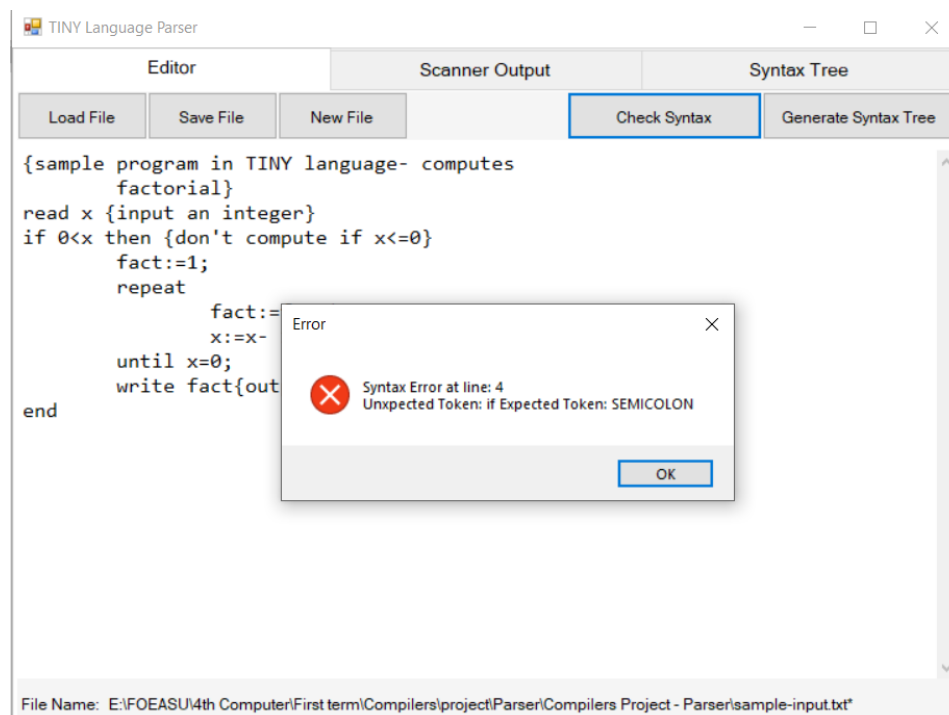 TINY Language Parser
Editor Scanner Output Syntax Tree
Load File Save File New File Check Syntax Generate Syntax Tree
{sample program in TINY language- computes
factorial}
read x {input an integer}
if 0<x then {don't compute if x<=0}
fact:=1;
repeat
fact:=
x:=x-
until x=0;
write fact{out
end
Error
Syntax Error at line: 4
Unxpected Token: if Expected Token: SEMICOLON
OK
File Name: E:\FOEASU\4th Computer\First term\Compilers\project\Parser\Compilers Project - Parser\sample-input.txt*